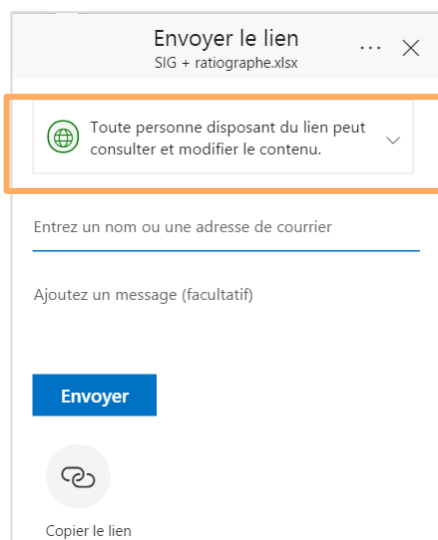 Envoyer le lien
SIG + ratiographe.xlsx
Toute personne disposant du lien peut
consulter et modifier le contenu.
Entrez un nom ou une adresse de courrier
Ajoutez un message (facultatif)
Envoyer
Copier le lien